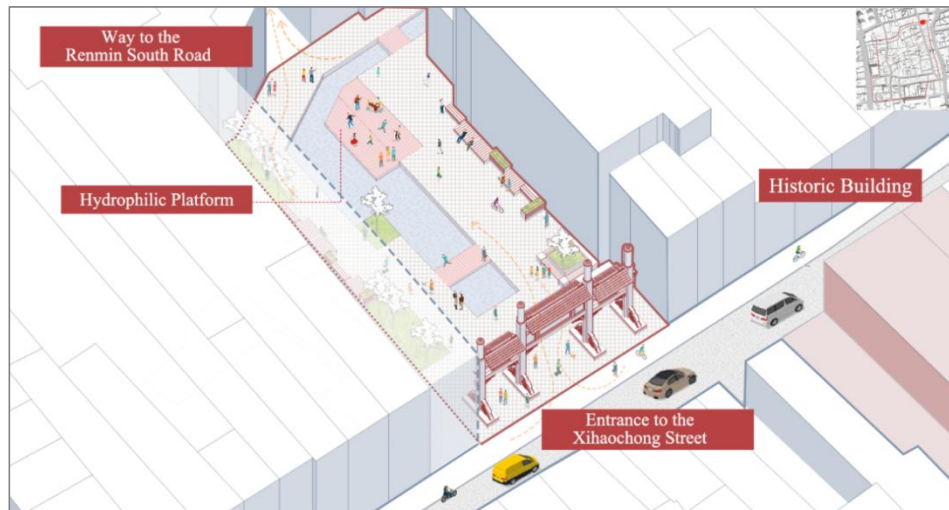 Way to the
Renmin South Road
Hydrophilic Platform
Historic Building
Entrance to the
Xihaochong Street